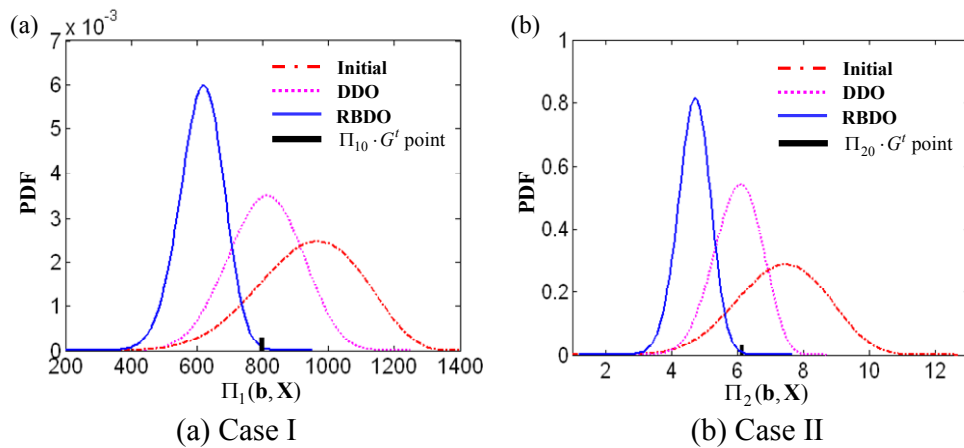 (a)
× 10⁻³
7
6
5
4
3
2
1
0
PDF
Initial
DDO
RBDO
Π₁₀ · Gᵗ point
200 400 600 800 1000 1200 1400
Π₁(b, X)
(a) Case I
(b)
1
0.8
0.6
0.4
0.2
0
PDF
Initial
DDO
RBDO
Π₂₀ · Gᵗ point
2 4 6 8 10 12
Π₂(b, X)
(b) Case II